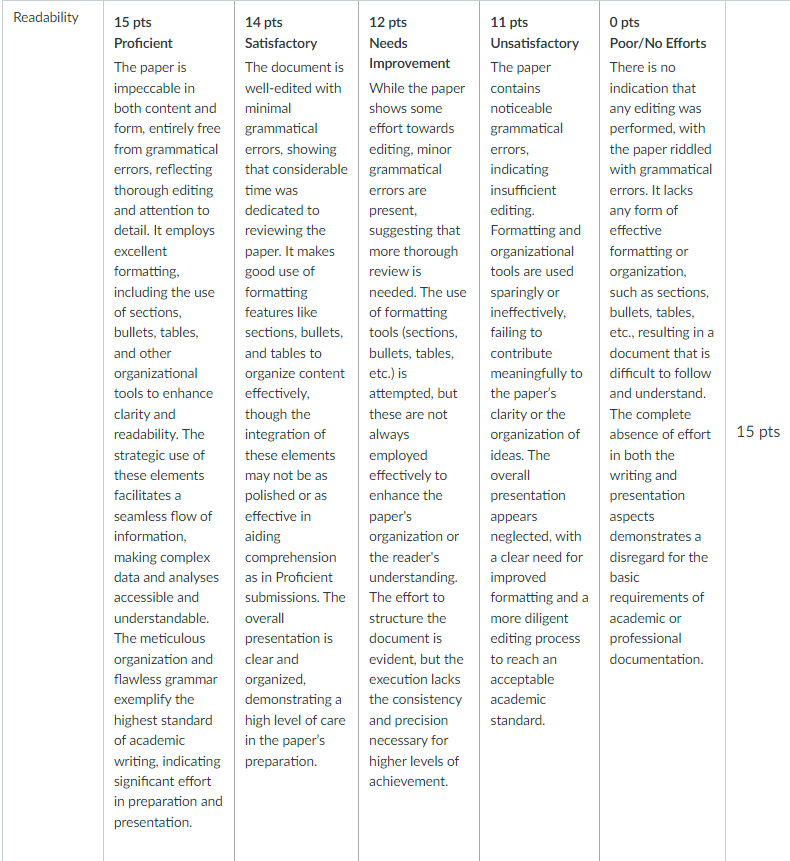 Readability
15 pts
Proficient
The paper is
impeccable in
both content and
form, entirely free
from grammatical
errors, reflecting
thorough editing
and attention to
detail. It employs
excellent
formatting,
including the use
of sections,
bullets, tables,
and other
organizational
tools to enhance
clarity and
readability. The
strategic use of
these elements
facilitates a
seamless flow of
information,
making complex
data and analyses
accessible and
understandable.
The meticulous
organization and
flawless grammar
exemplify the
highest standard
of academic
writing, indicating
significant effort
in preparation and
presentation.
14 pts
Satisfactory
The document is
well-edited with
minimal
grammatical
errors, showing
that considerable
time was
dedicated to
reviewing the
paper. It makes
good use of
formatting
features like
sections, bullets,
and tables to
organize content
effectively,
though the
integration of
these elements
may not be as
polished or as
effective in
aiding
comprehension
as in Proficient
submissions. The
overall
presentation is
clear and
organized,
demonstrating a
high level of care
in the paper's
preparation.
12 pts
Needs
Improvement
While the paper
shows some
effort towards
editing, minor
grammatical
errors are
present,
suggesting that
more thorough
review is
needed. The use
of formatting
tools (sections,
bullets, tables,
etc.) is
attempted, but
these are not
always
employed
effectively to
enhance the
paper's
organization or
the reader's
understanding.
The effort to
structure the
document is
evident, but the
execution lacks
the consistency
and precision
necessary for
higher levels of
achievement.
11 pts
Unsatisfactory
The paper
contains
noticeable
grammatical
errors,
indicating
insufficient
editing.
Formatting and
organizational
tools are used
sparingly or
ineffectively,
failing to
contribute
meaningfully to
the paper's
clarity or the
organization of
ideas. The
overall
presentation
appears
neglected, with
a clear need for
improved
formatting and a
more diligent
editing process
to reach an
acceptable
academic
standard.
0 pts
Poor/No Efforts
There is no
indication that
any editing was
performed, with
the paper riddled
with grammatical
errors. It lacks
any form of
effective
formatting or
organization,
such as sections,
bullets, tables,
etc., resulting in a
document that is
difficult to follow
and understand.
The complete
absence of effort
in both the
writing and
presentation
aspects
demonstrates a
disregard for the
basic
requirements of
academic or
professional
documentation.
15 pts